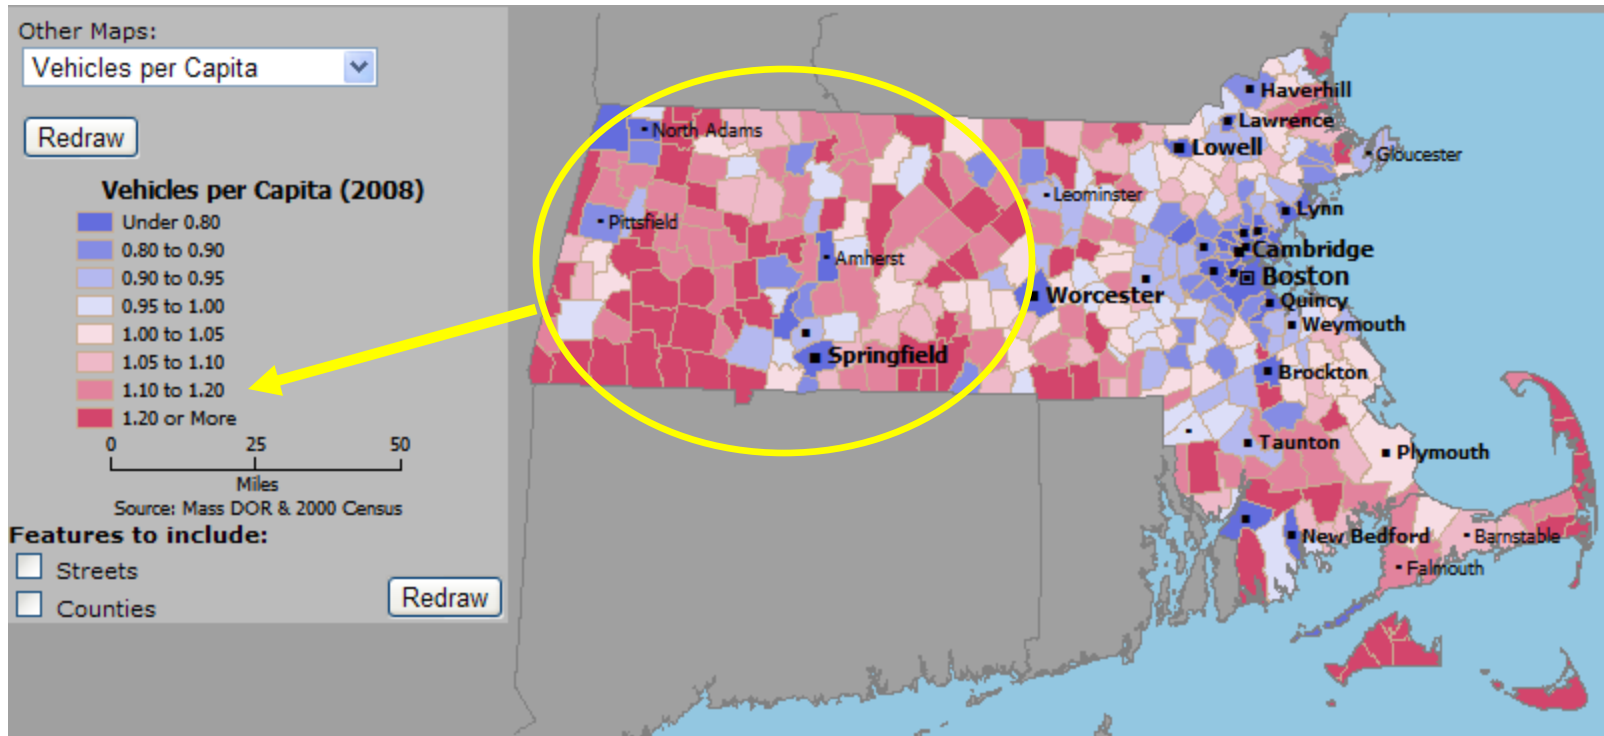 Other Maps:
Vehicles per Capita
Redraw
Vehicles per Capita (2008)
Under 0.80
0.80 to 0.90
0.90 to 0.95
0.95 to 1.00
1.00 to 1.05
1.05 to 1.10
1.10 to 1.20
1.20 or More
0 25 50
Miles
Source: Mass DOR & 2000 Census
Features to include:
Streets
Counties
Redraw
Haverhill
Lawrence
North Adams
Lowell
Gloucester
Leominster
Lynn
Pittsfield
Cambridge
Amherst
Boston
Worcester
Quincy
Weymouth
Springfield
Brockton
Taunton
Plymouth
New Bedford
Barnstable
Falmouth